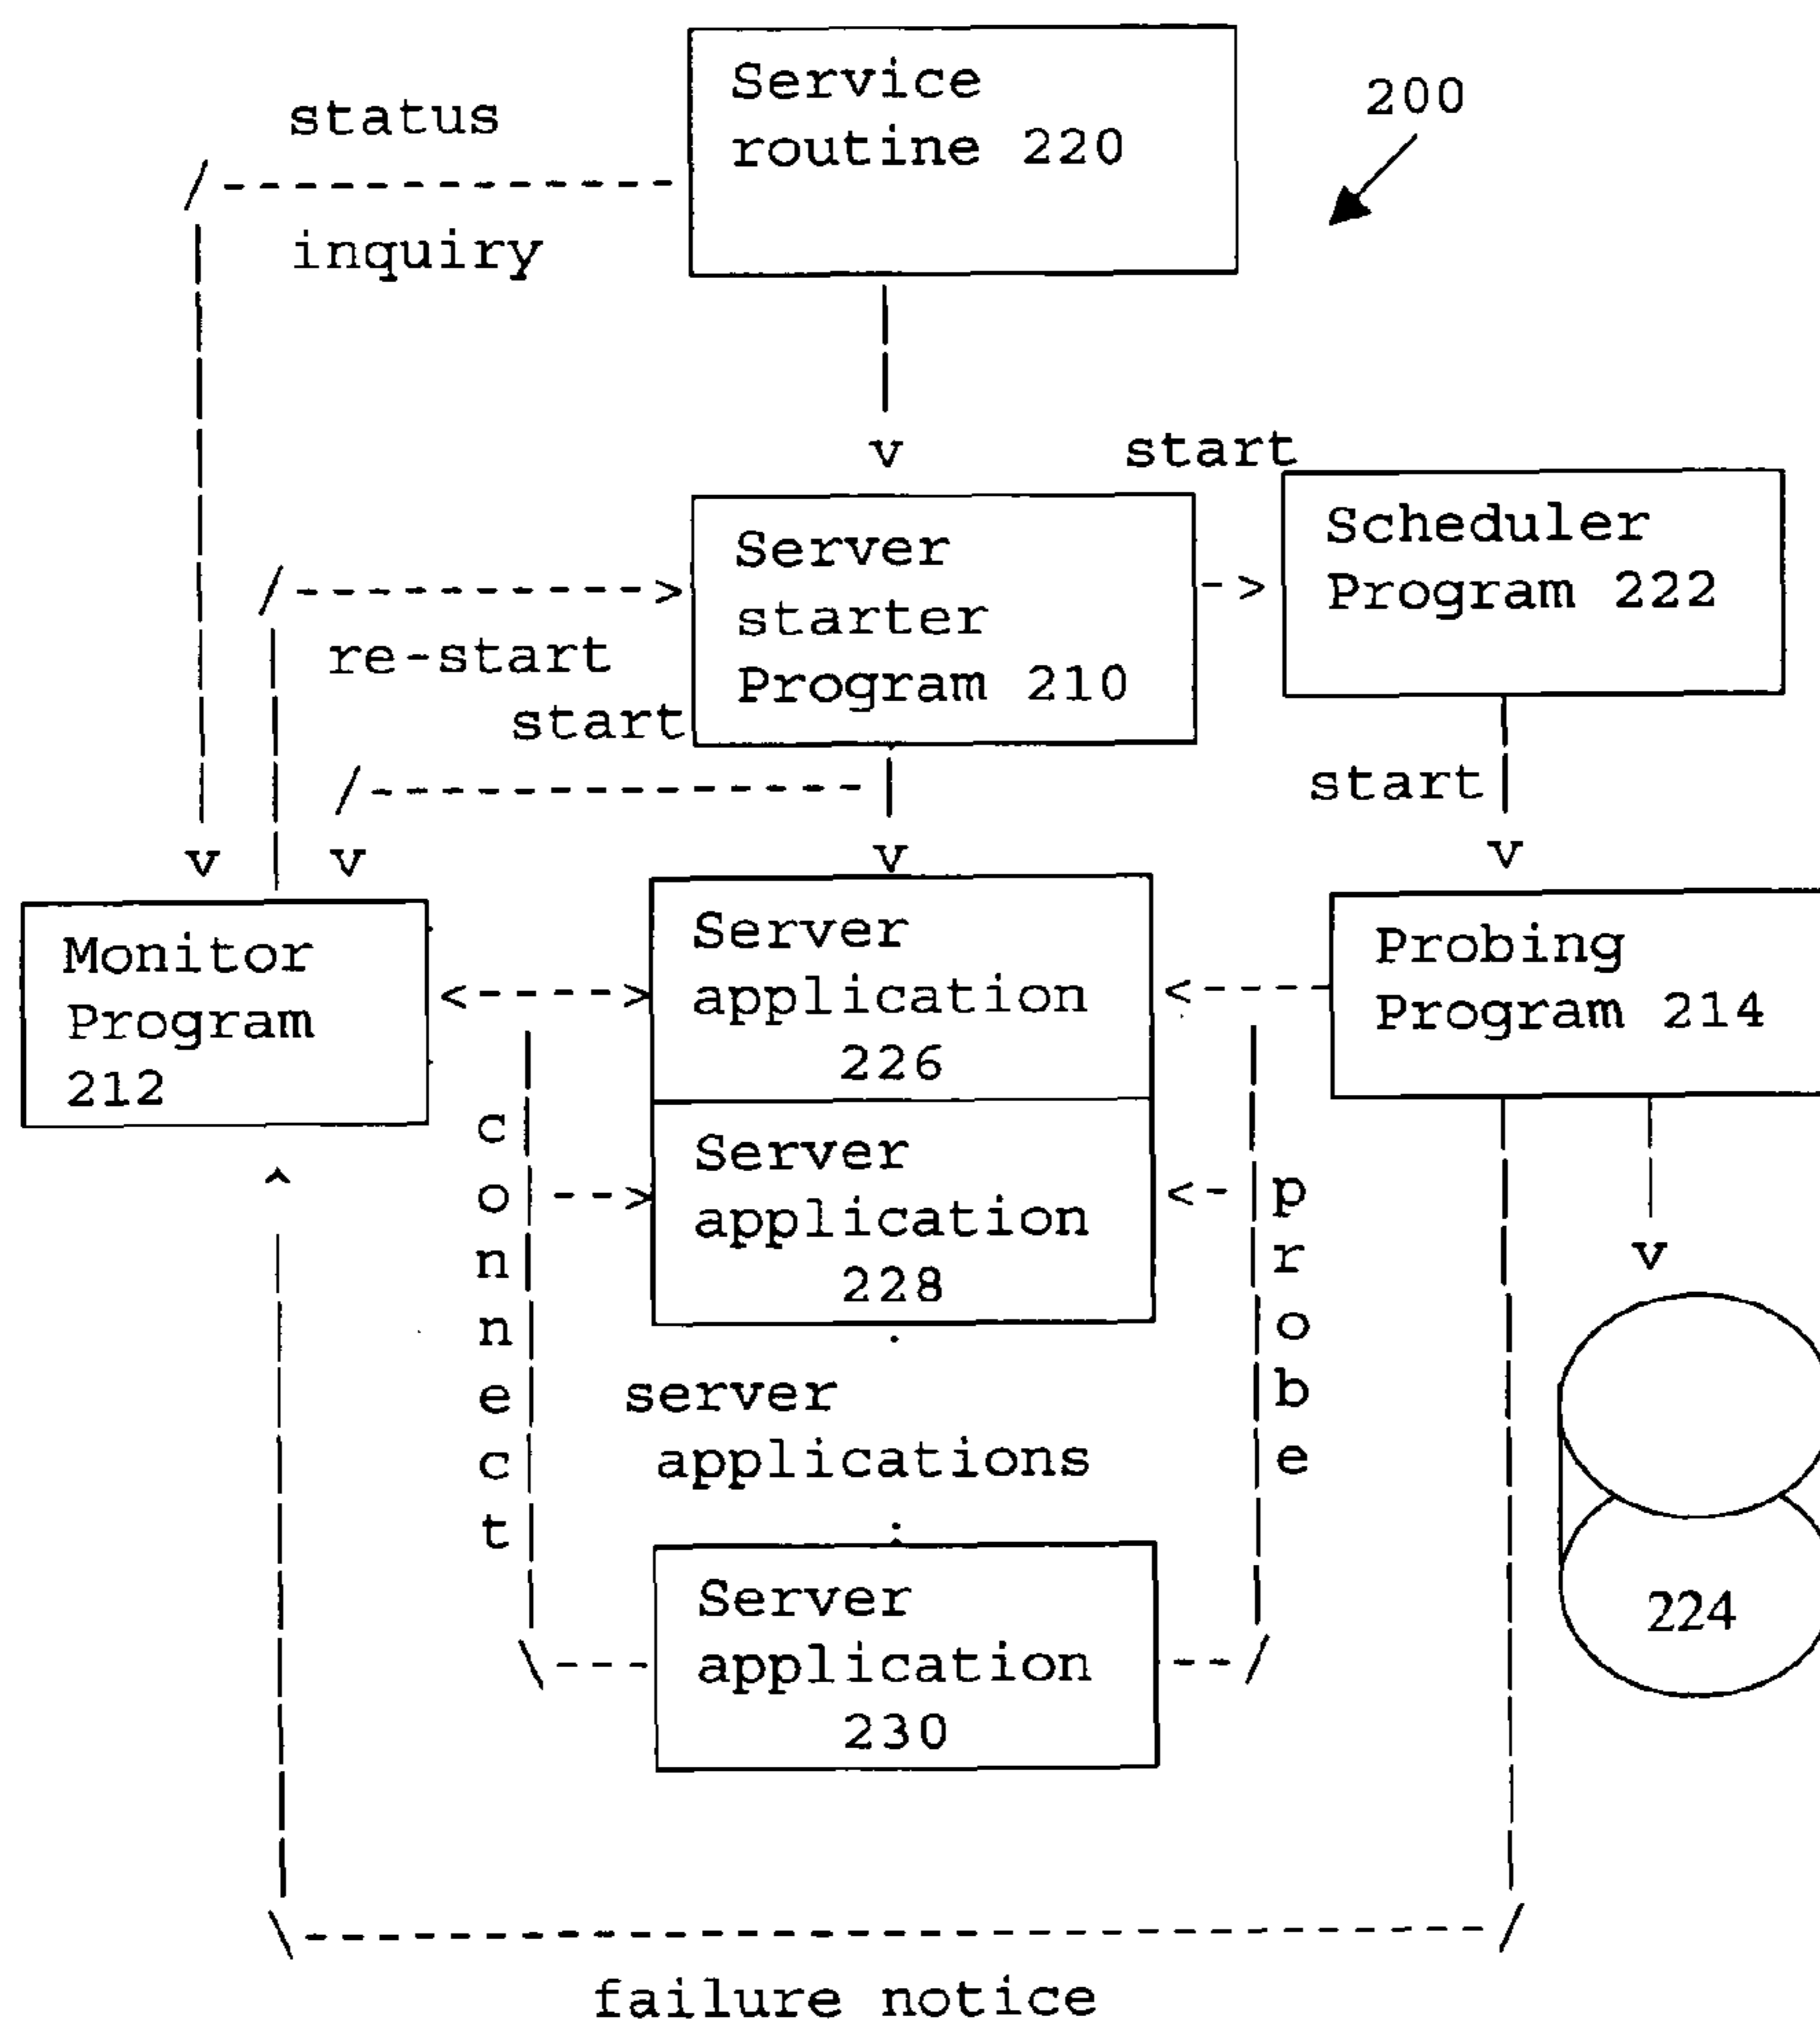 Service
routine 220
200
status
inquiry
start
Server
starter
Program 210
Scheduler
Program 222
re-start
start
start
Monitor
Program
212
Server
application
226
Probing
Program 214
connect
Server
application
228
probe
server
applications
Server
application
230
224
failure notice